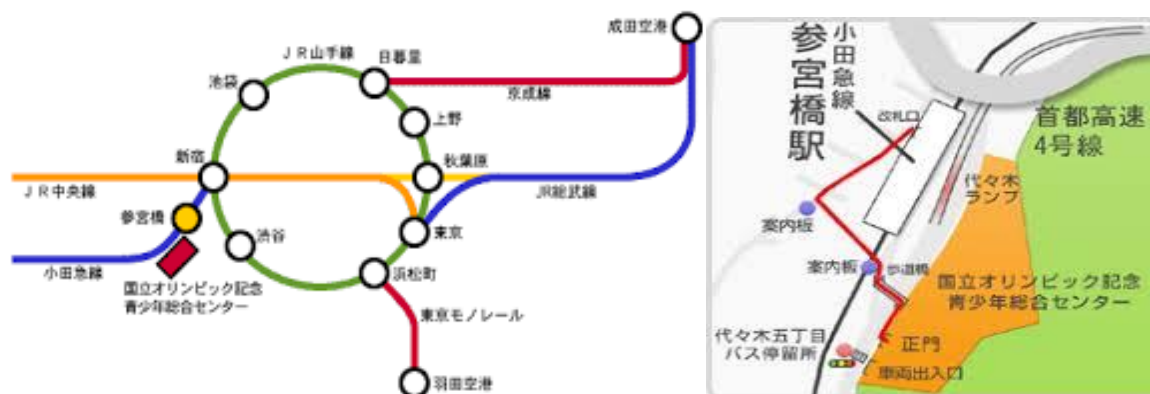 成田空港
JR山手線
日暮里
池袋
京成線
上野
新宿
秋葉原
JR中央線
JR総武線
参宮橋
渋谷
東京
小田急線
浜松町
国立オリンピック記念
青少年総合センター
東京モノレール
羽田空港
小田急線
参宮橋駅
改札口
首都高速
4号線
代々木
ランプ
案内板
案内板
歩道橋
国立オリンピック記念
青少年総合センター
代々木五丁目
バス停留所
正門
車両出入口